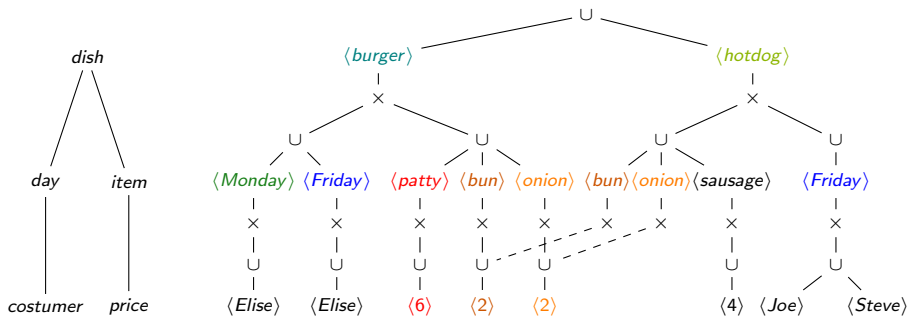 ∪
dish
⟨burger⟩ ⟨hotdog⟩
× ×
∪ ∪ ∪ ∪
day item ⟨Monday⟩ ⟨Friday⟩ ⟨patty⟩ ⟨bun⟩ ⟨onion⟩ ⟨bun⟩ ⟨onion⟩ ⟨sausage⟩ ⟨Friday⟩
× × × × × × × × ×
∪ ∪ ∪ ∪ ∪ ∪ ∪
costumer price ⟨Elise⟩ ⟨Elise⟩ ⟨6⟩ ⟨2⟩ ⟨2⟩ ⟨4⟩ ⟨Joe⟩ ⟨Steve⟩